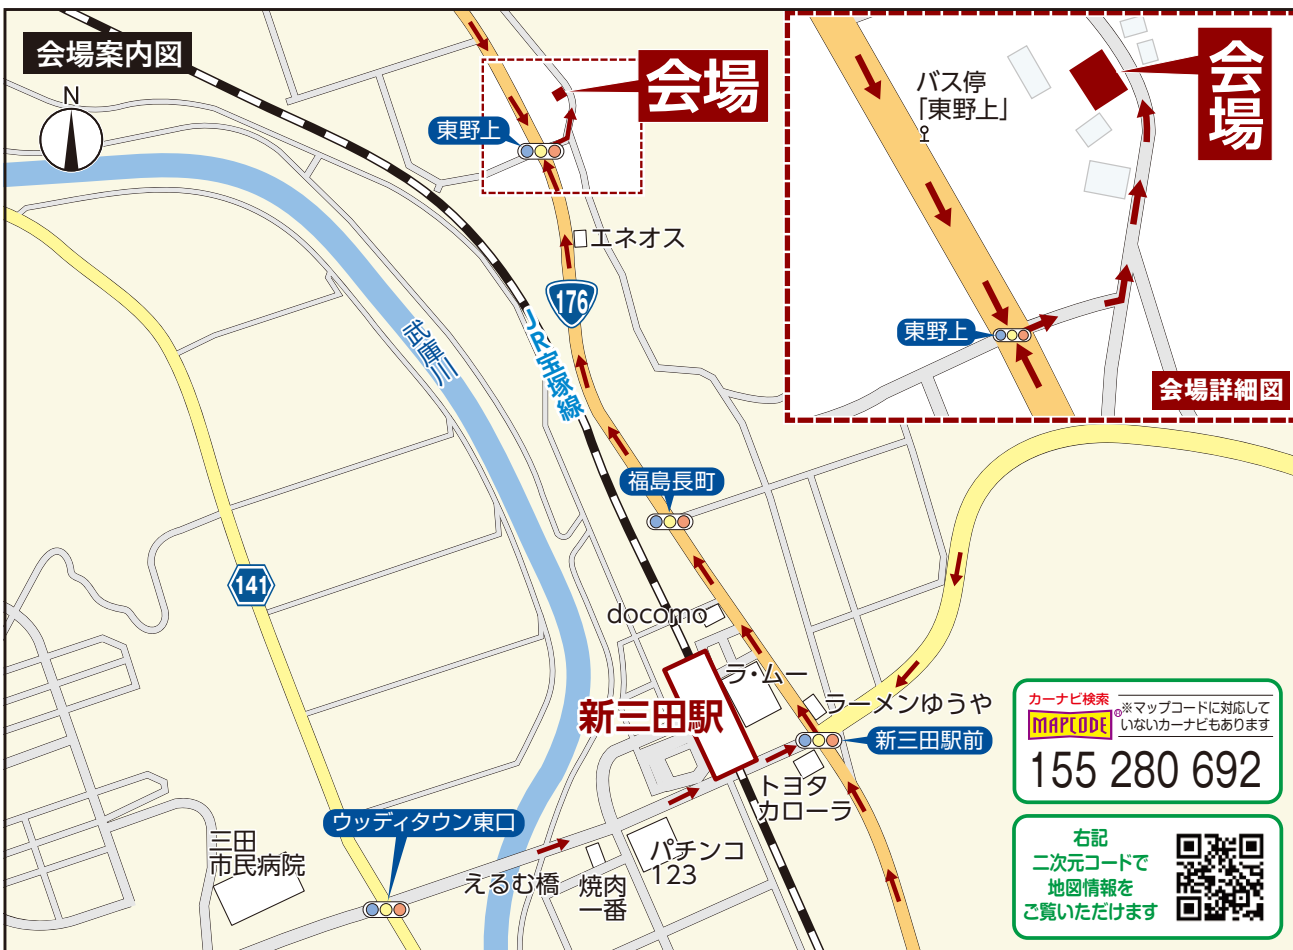 会場案内図
N
会場
東野上
エネオス
176
JR宝塚線
武庫川
福島長町
141
docomo
ラ・ムー
新三田駅
ラーメンゆうや
新三田駅前
トヨタ
カローラ
ウッディタウン東口
三田
市民病院
えるむ橋
焼肉
一番
パチンコ
123
会場
バス停
「東野上」
東野上
会場詳細図
カーナビ検索
MAPCODE®
※マップコードに対応して
いないカーナビもあります
155 280 692
右記
二次元コードで
地図情報を
ご覧いただけます